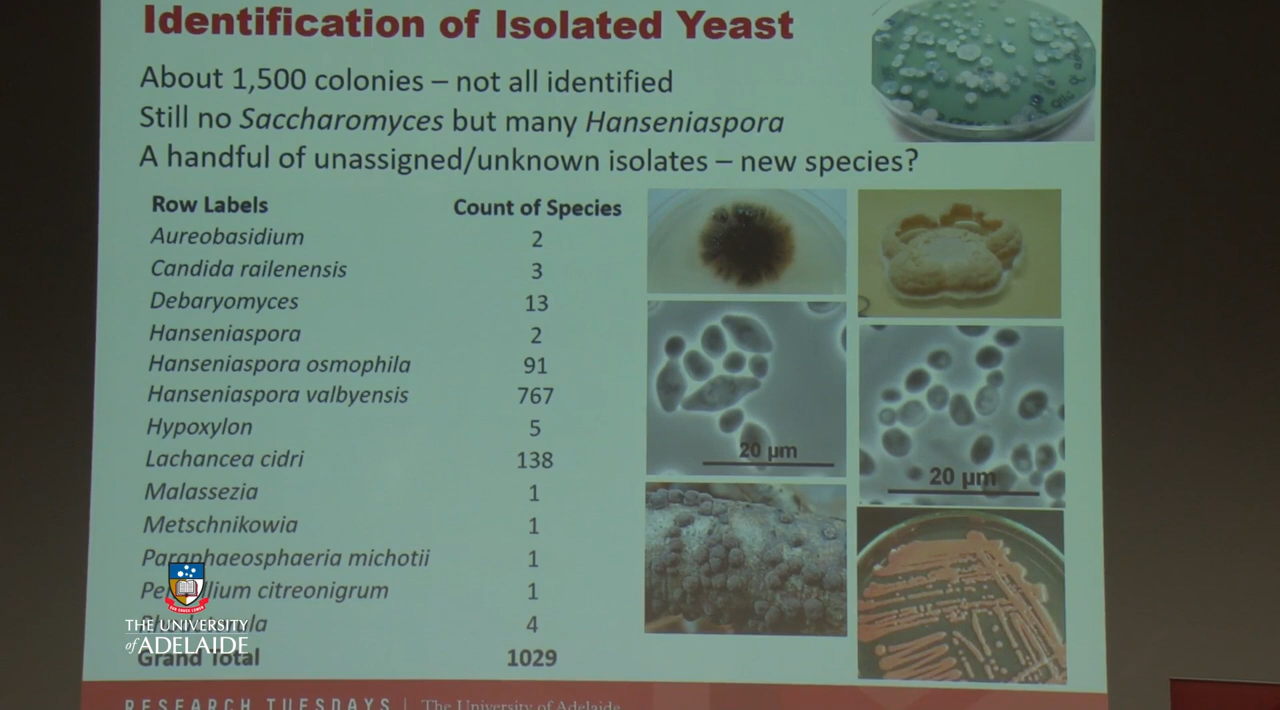 Identification of Isolated Yeast
About 1,500 colonies – not all identified
Still no Saccharomyces but many Hanseniaspora
A handful of unassigned/unknown isolates – new species?
Row Labels Count of Species
Aureobasidium 2
Candida railenensis 3
Debaryomyces 13
Hanseniaspora 2
Hanseniaspora osmophila 91
Hanseniaspora valbyensis 767
Hypoxylon 5
Lachancea cidri 138
Malassezia 1
Metschnikowia 1
Paraphaeosphaeria michotii 1
citreonigrum 1
4
Grand Total 1029
20 µm
20 µm
THE UNIVERSITY
of ADELAIDE
RESEARCH TUESDAYS | The University of Adelaide